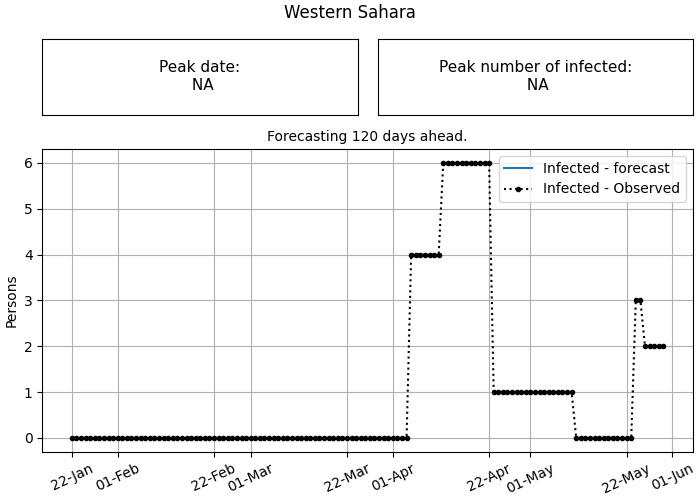 Western Sahara
Peak date:
NA
Peak number of infected:
NA
Forecasting 120 days ahead.
Infected - forecast
Infected - Observed
Persons
6
5
4
3
2
1
0
22-Jan
01-Feb
22-Feb
01-Mar
22-Mar
01-Apr
22-Apr
01-May
22-May
01-Jun